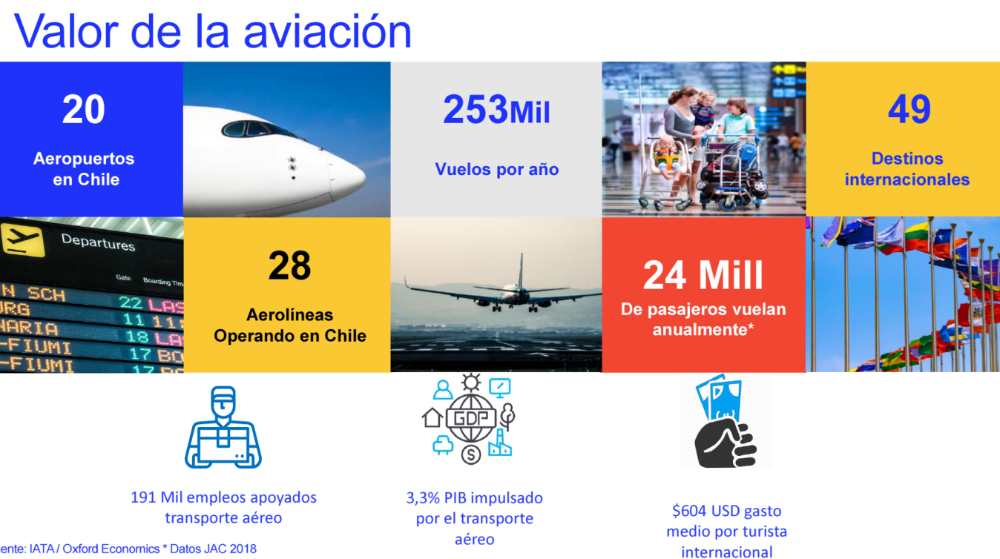 Valor de la aviación
20
Aeropuertos
en Chile
253Mil
Vuelos por año
49
Destinos
internacionales
Departures
Gate Boarding Tim
N SCH 22 LAS
URG 11 11:
NARIA 18 LA
-FIUMI 17 BO
-FIUMI 17 BO
28
Aerolíneas
Operando en Chile
24 Mill
De pasajeros vuelan
anualmente*
GDP
$
191 Mil empleos apoyados
transporte aéreo
3,3% PIB impulsado
por el transporte
aéreo
$604 USD gasto
medio por turista
internacional
ente: IATA / Oxford Economics * Datos JAC 2018